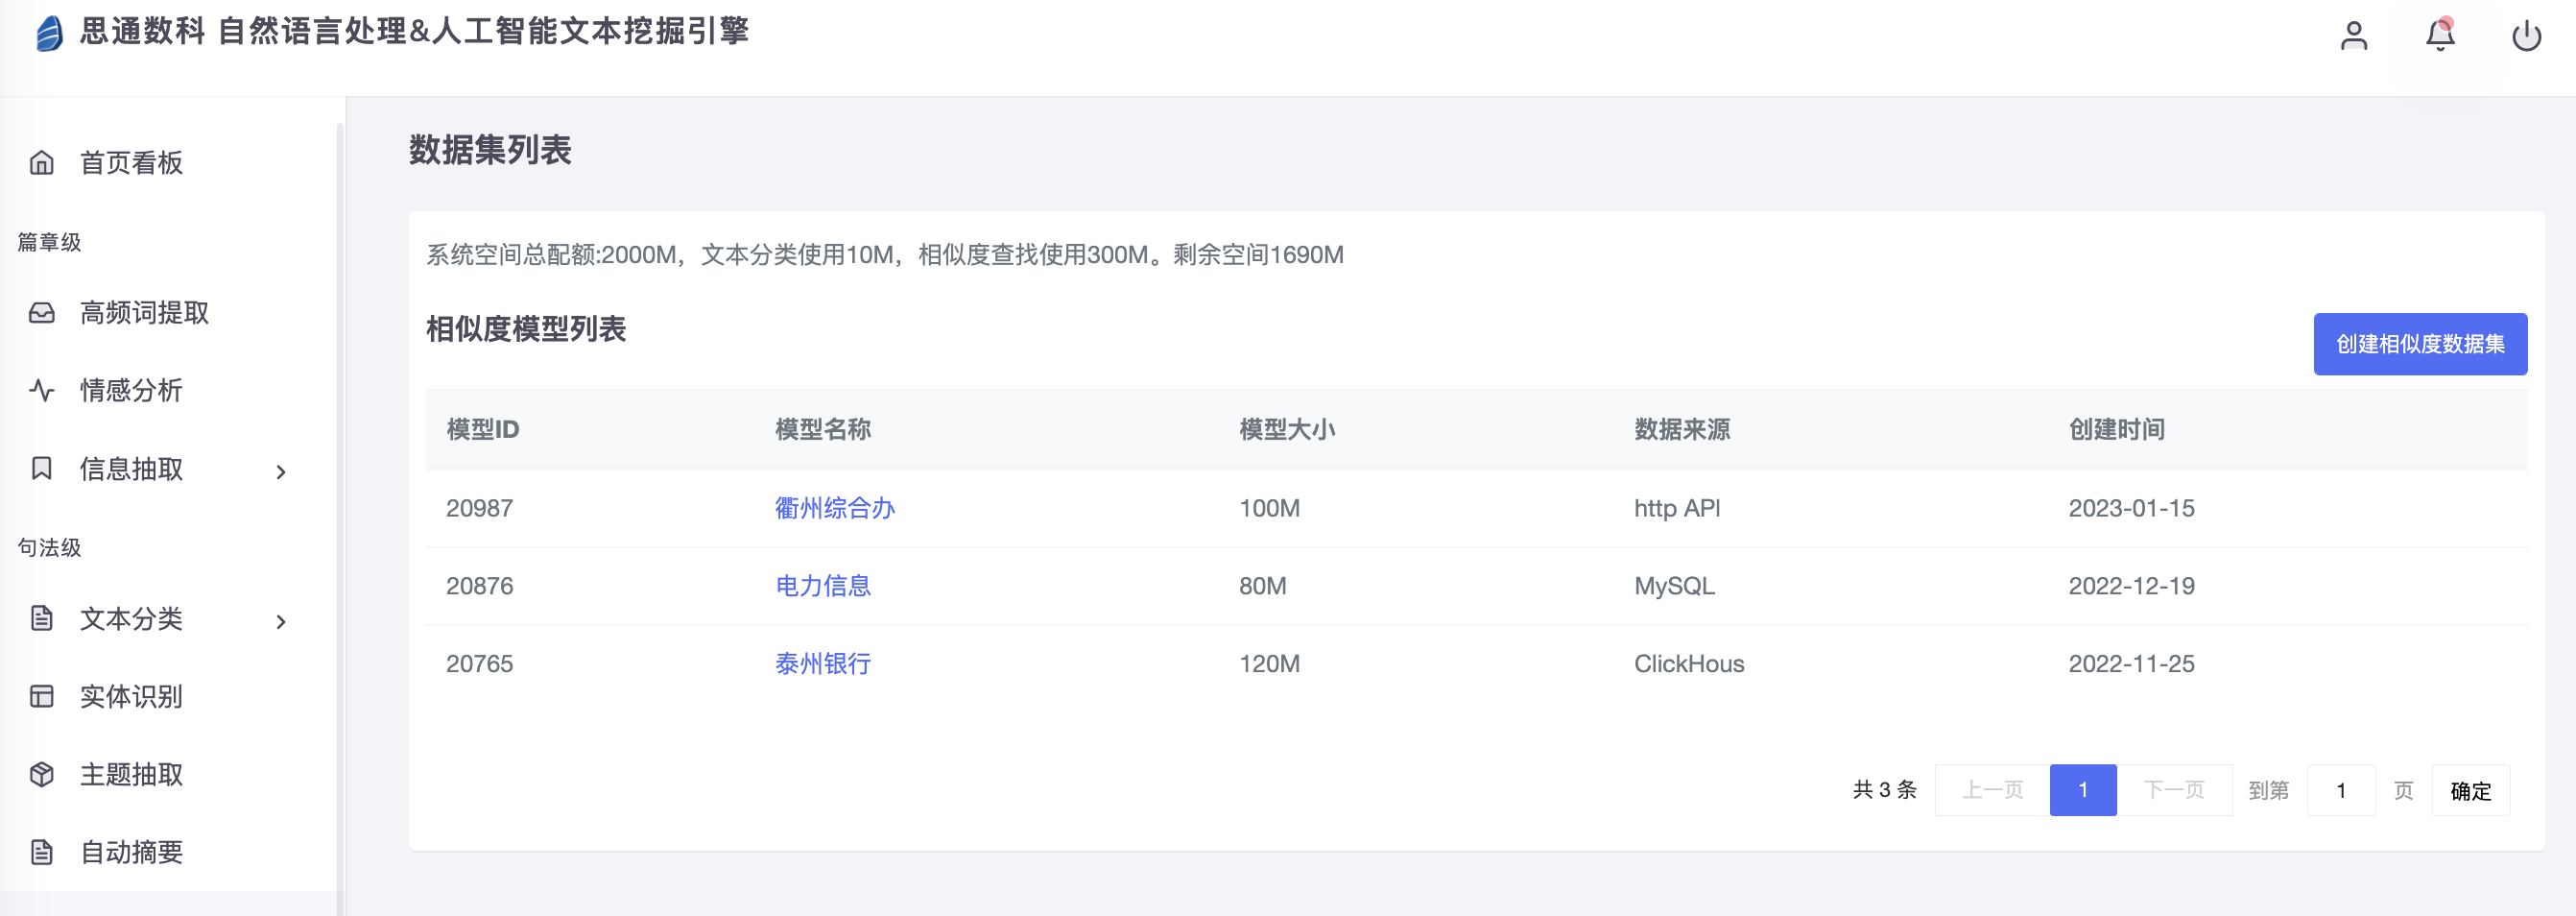 思通数科 自然语言处理&人工智能文本挖掘引擎
首页看板
篇章级
高频词提取
情感分析
信息抽取
句法级
文本分类
实体识别
主题抽取
自动摘要
数据集列表
系统空间总配额:2000M，文本分类使用10M，相似度查找使用300M。剩余空间1690M
相似度模型列表
创建相似度数据集
模型ID 模型名称 模型大小 数据来源 创建时间
20987 衢州综合办 100M http API 2023-01-15
20876 电力信息 80M MySQL 2022-12-19
20765 泰州银行 120M ClickHous 2022-11-25
共 3 条 上一页 1 下一页 到第 1 页 确定